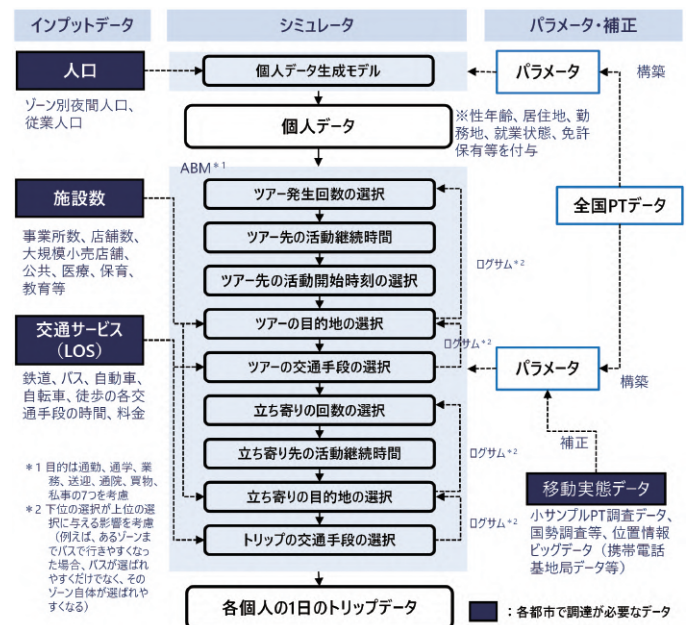 インプットデータ
シミュレータ
パラメータ・補正
人口
ゾーン別夜間人口、
従業人口
個人データ生成モデル
パラメータ
構築
個人データ
※性年齢、居住地、勤
務地、就業状態、免許
保有等を付与
全国PTデータ
ABM*1
施設数
事業所数、店舗数、
大規模小売店舗、
公共、医療、保育、
教育等
ツアー発生回数の選択
ツアー先の活動継続時間
ツアー先の活動開始時刻の選択
ツアーの目的地の選択
ツアーの交通手段の選択
立ち寄りの回数の選択
立ち寄り先の活動継続時間
立ち寄りの目的地の選択
トリップの交通手段の選択
ログサム*2
ログサム*2
ログサム*2
ログサム*2
交通サービス
(LOS)
鉄道、バス、自動車、
自転車、徒歩の各交
通手段の時間、料金
パラメータ
構築
補正
移動実態データ
小サンプルPT調査データ、
国勢調査等、位置情報
ビッグデータ（携帯電話
基地局データ等）
*1 目的は通勤、通学、業
務、送迎、通院、買物、
私事の7つを考慮
*2 下位の選択が上位の選
択に与える影響を考慮
（例えば、あるゾーンま
でバスで行きやすくなっ
た場合、バスが選ばれ
やすくだけでなく、その
ゾーン自体が選ばれや
すくなる）
各個人の1日のトリップデータ
：各都市で調達が必要なデータ